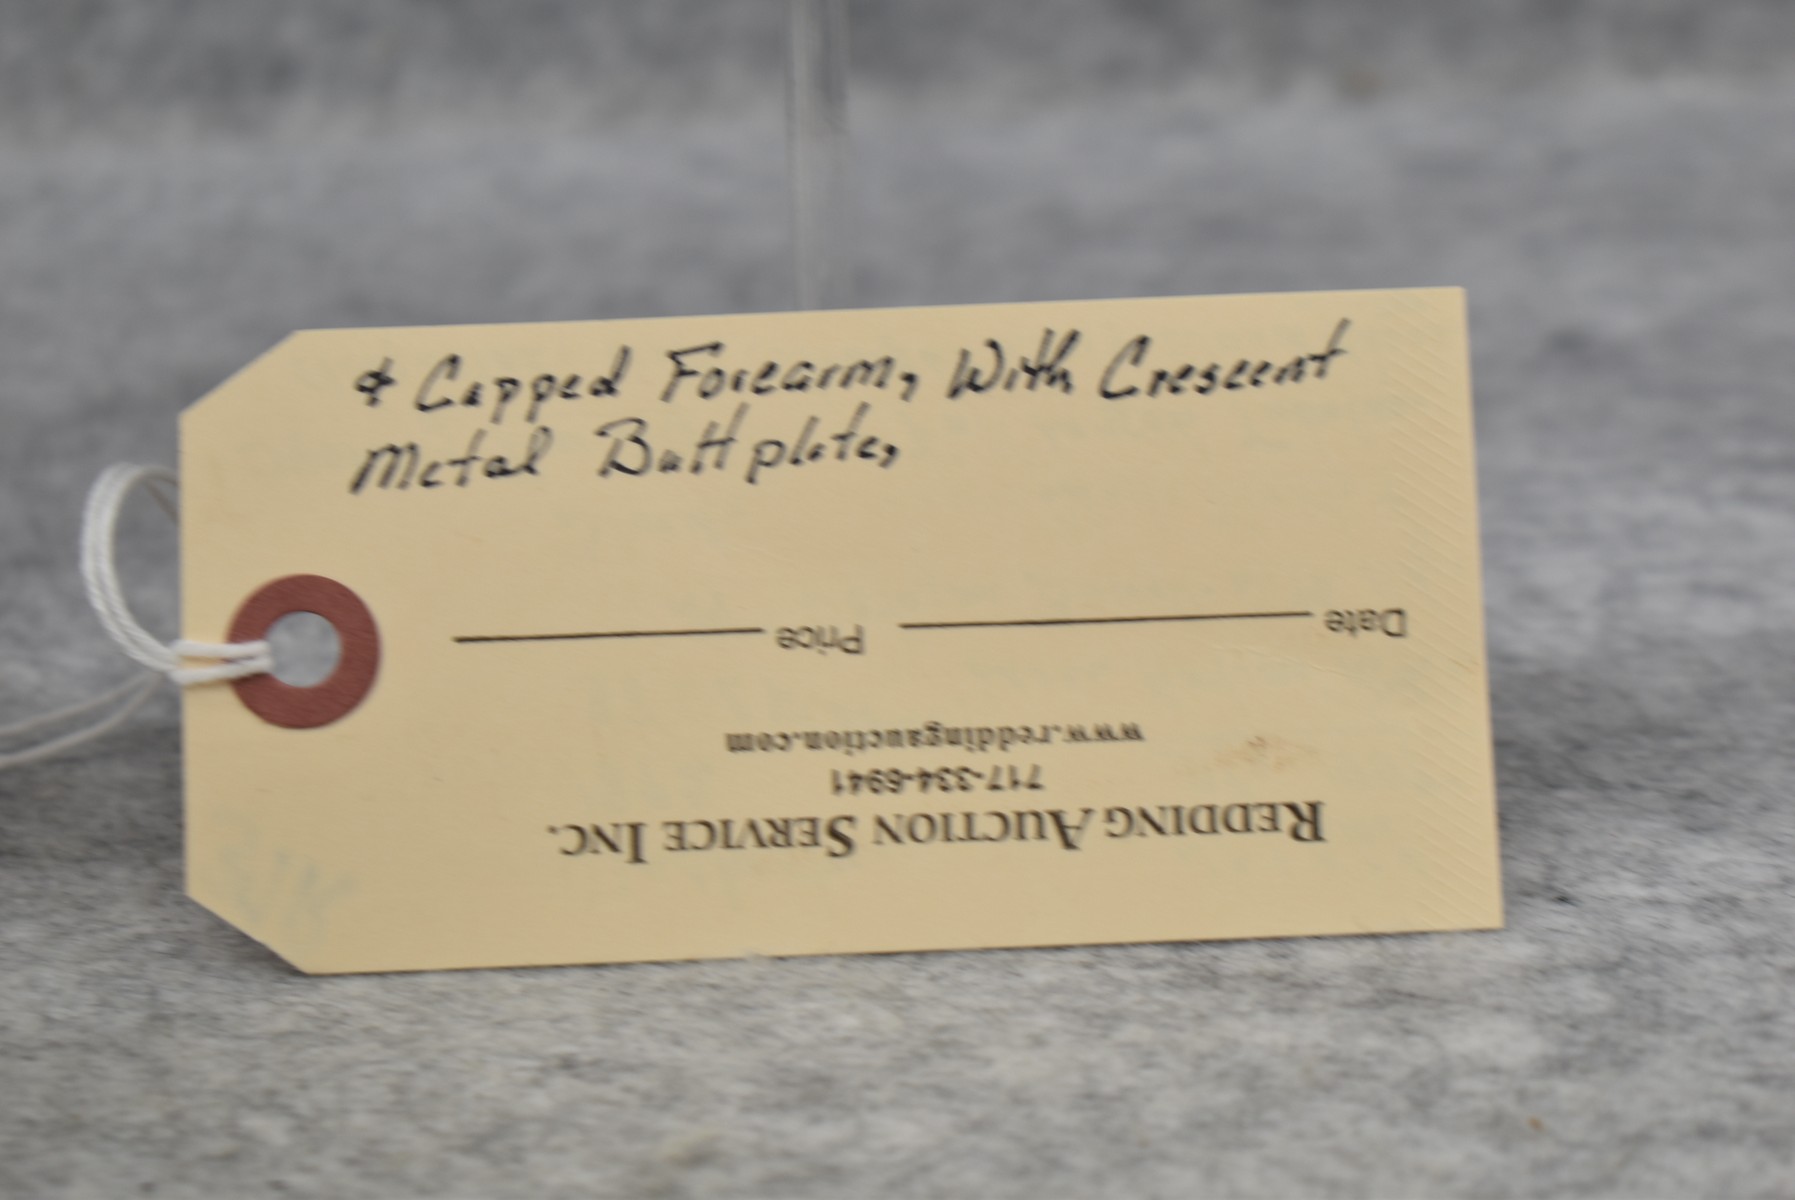 & Capped Forearm, With Crescent
Metal Buttplate,
REDDING AUCTION SERVICE INC.
717-334-6941
www.reddingauction.com
Date Price